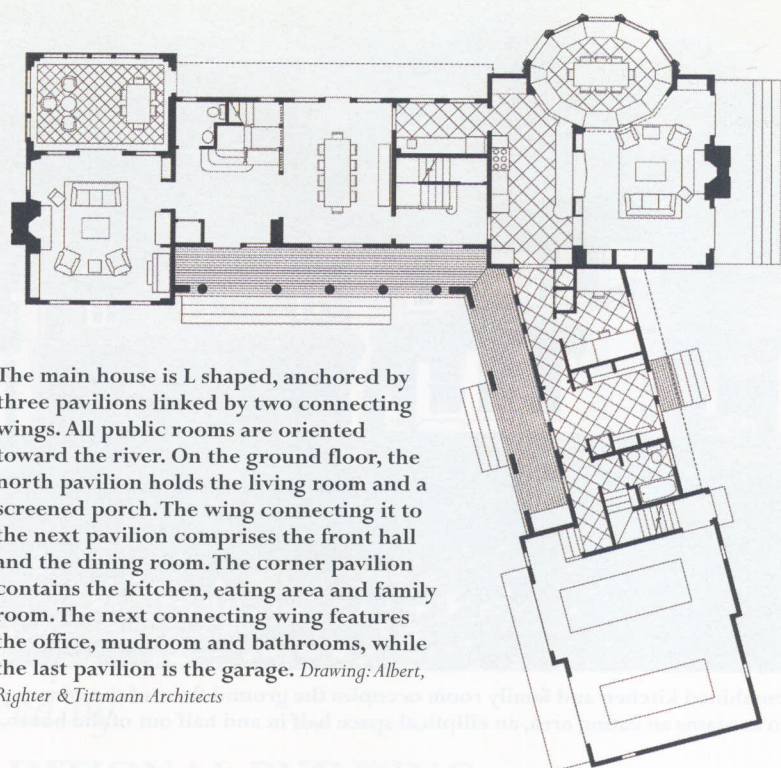 The main house is L shaped, anchored by
three pavilions linked by two connecting
wings. All public rooms are oriented
toward the river. On the ground floor, the
north pavilion holds the living room and a
screened porch. The wing connecting it to
the next pavilion comprises the front hall
and the dining room. The corner pavilion
contains the kitchen, eating area and family
room. The next connecting wing features
the office, mudroom and bathrooms, while
the last pavilion is the garage. Drawing: Albert,
Righter & Tittmann Architects